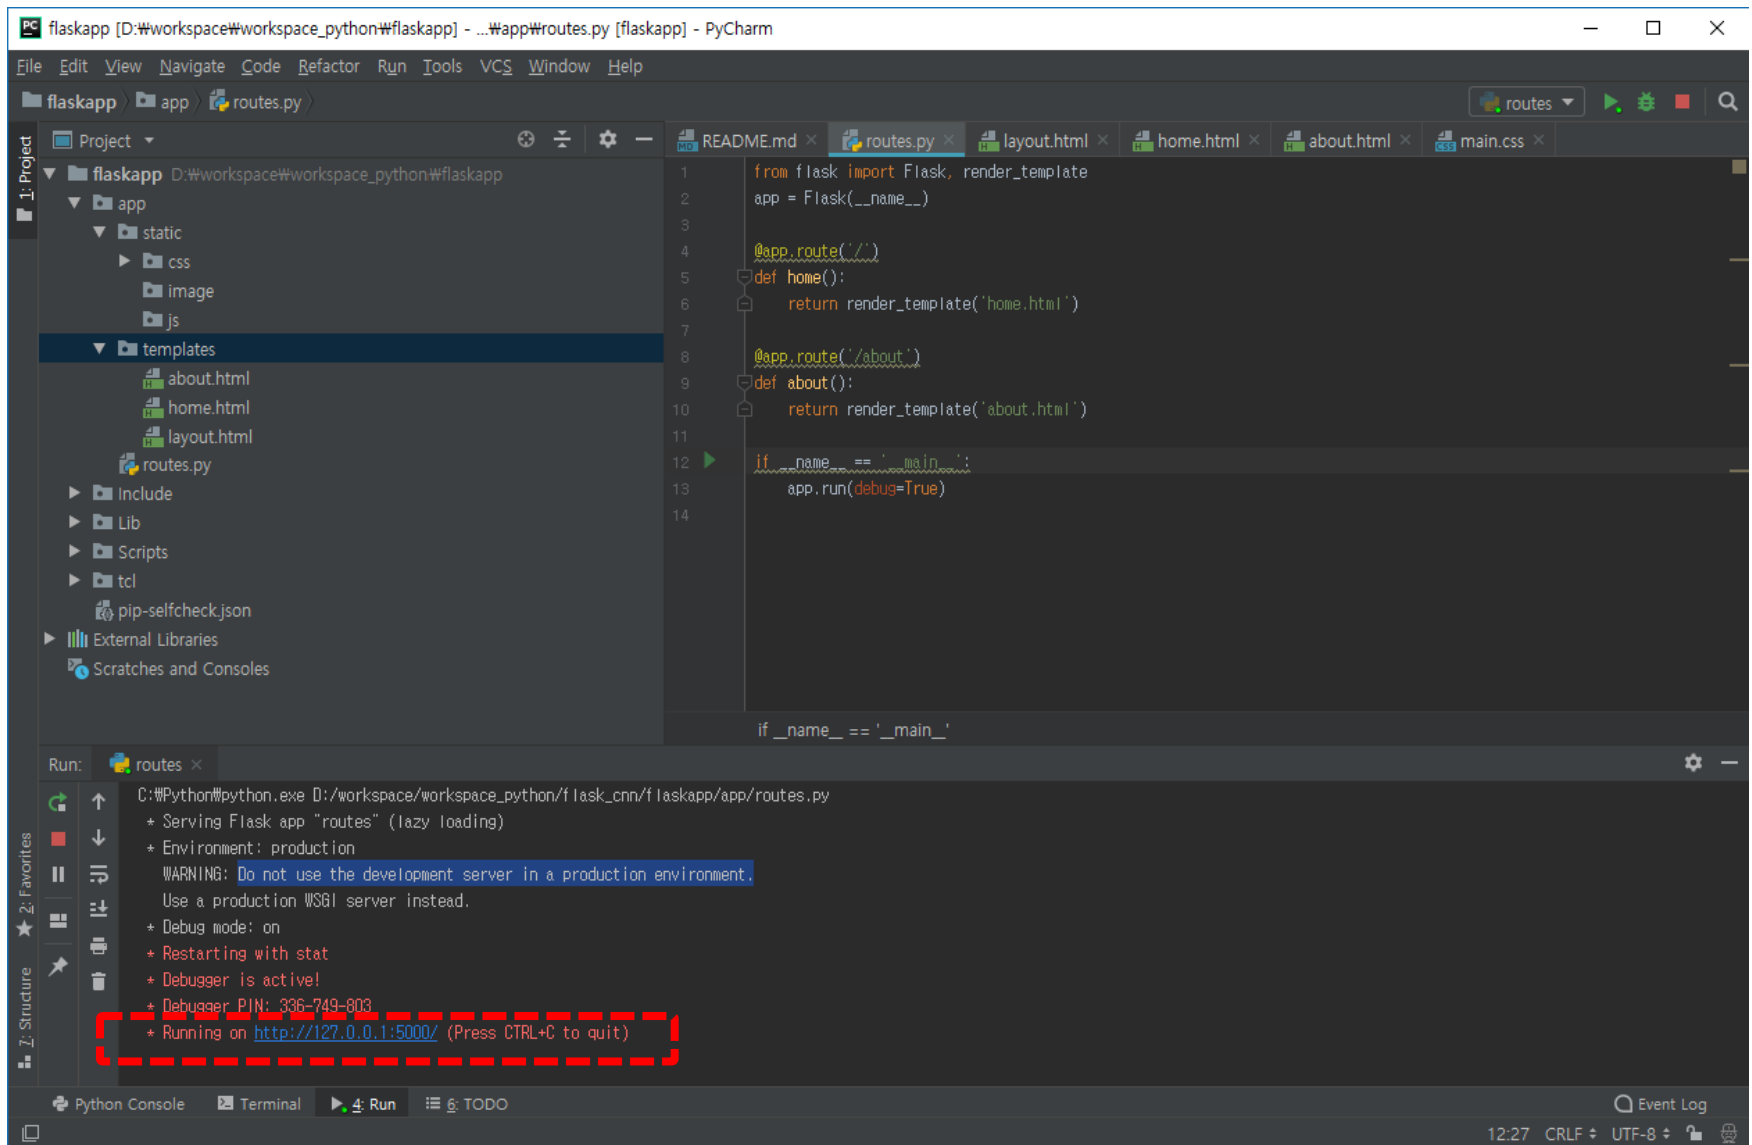 flaskapp [D:₩workspace₩workspace_python₩flaskapp] - ...₩app₩routes.py [flaskapp] - PyCharm
File Edit View Navigate Code Refactor Run Tools VCS Window Help
flaskapp app routes.py
routes
1: Project
Project
README.md routes.py layout.html home.html about.html main.css
flaskapp D:₩workspace₩workspace_python₩flaskapp
app
static
css
image
js
templates
about.html
home.html
layout.html
routes.py
Include
Lib
Scripts
tcl
pip-selfcheck.json
External Libraries
Scratches and Consoles
1 from flask import Flask, render_template
2 app = Flask(__name__)
3
4 @app.route('/')
5 def home():
6 return render_template('home.html')
7
8 @app.route('/about')
9 def about():
10 return render_template('about.html')
11
12 if __name__ == '__main__':
13 app.run(debug=True)
14
if __name__ == '__main__'
Run: routes
C:₩Python₩python.exe D:/workspace/workspace_python/flask_cnn/flaskapp/app/routes.py
* Serving Flask app "routes" (lazy loading)
* Environment: production
WARNING: Do not use the development server in a production environment.
Use a production WSGI server instead.
* Debug mode: on
* Restarting with stat
* Debugger is active!
* Debugger PIN: 336-749-803
* Running on http://127.0.0.1:5000/ (Press CTRL+C to quit)
2: Favorites
7: Structure
Python Console Terminal 4: Run 6: TODO
Event Log
12:27 CRLF UTF-8